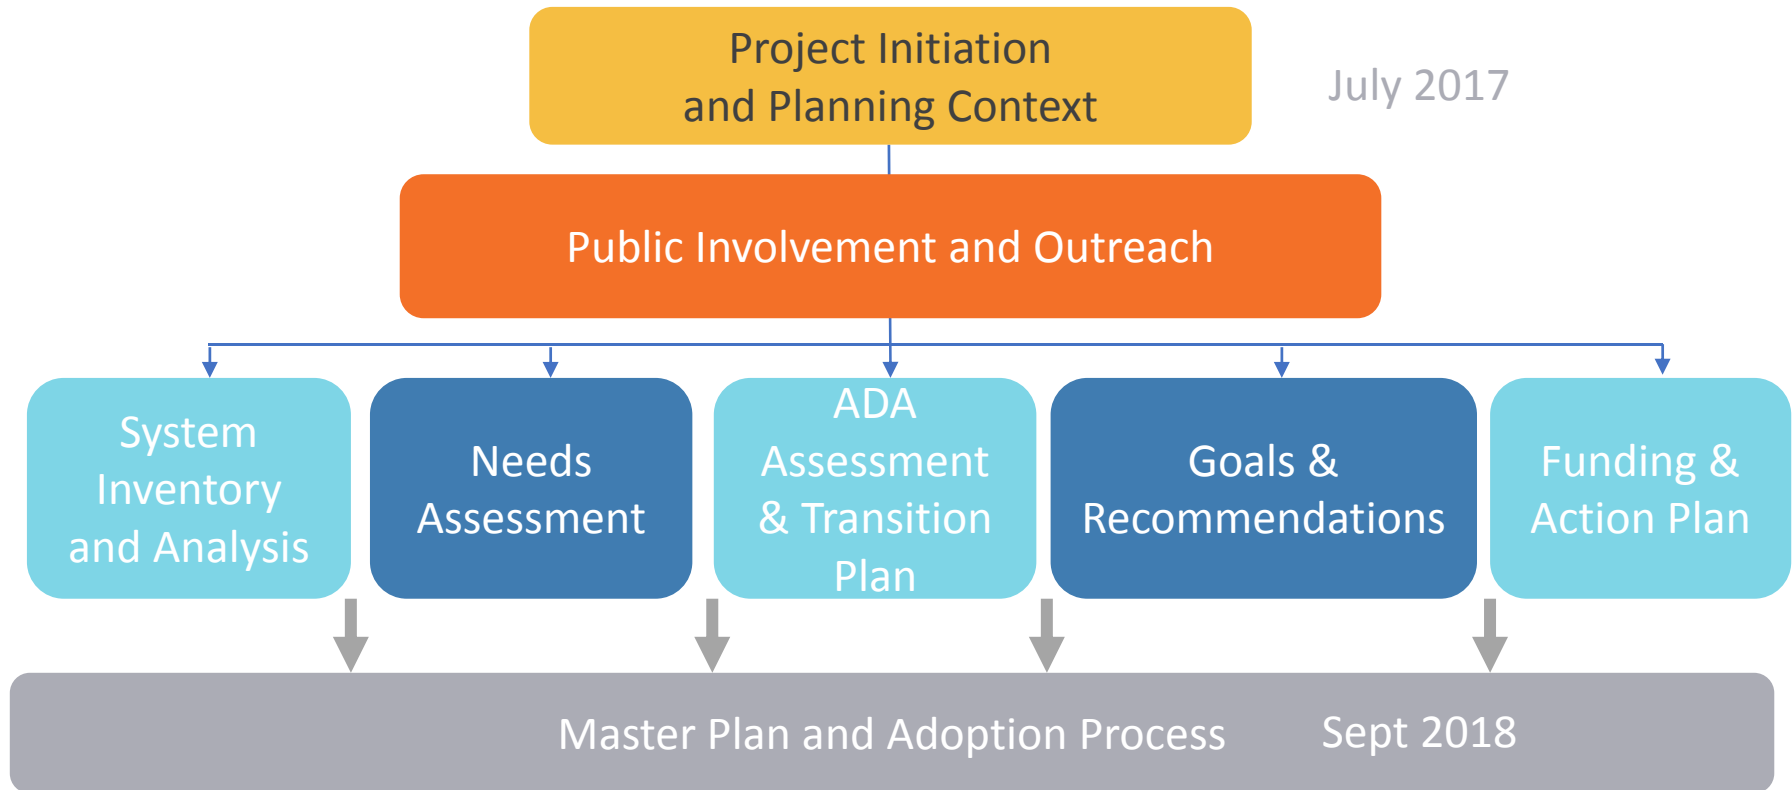 Project Initiation
and Planning Context
July 2017
Public Involvement and Outreach
System
Inventory
and Analysis
Needs
Assessment
ADA
Assessment
& Transition
Plan
Goals &
Recommendations
Funding &
Action Plan
Master Plan and Adoption Process
Sept 2018